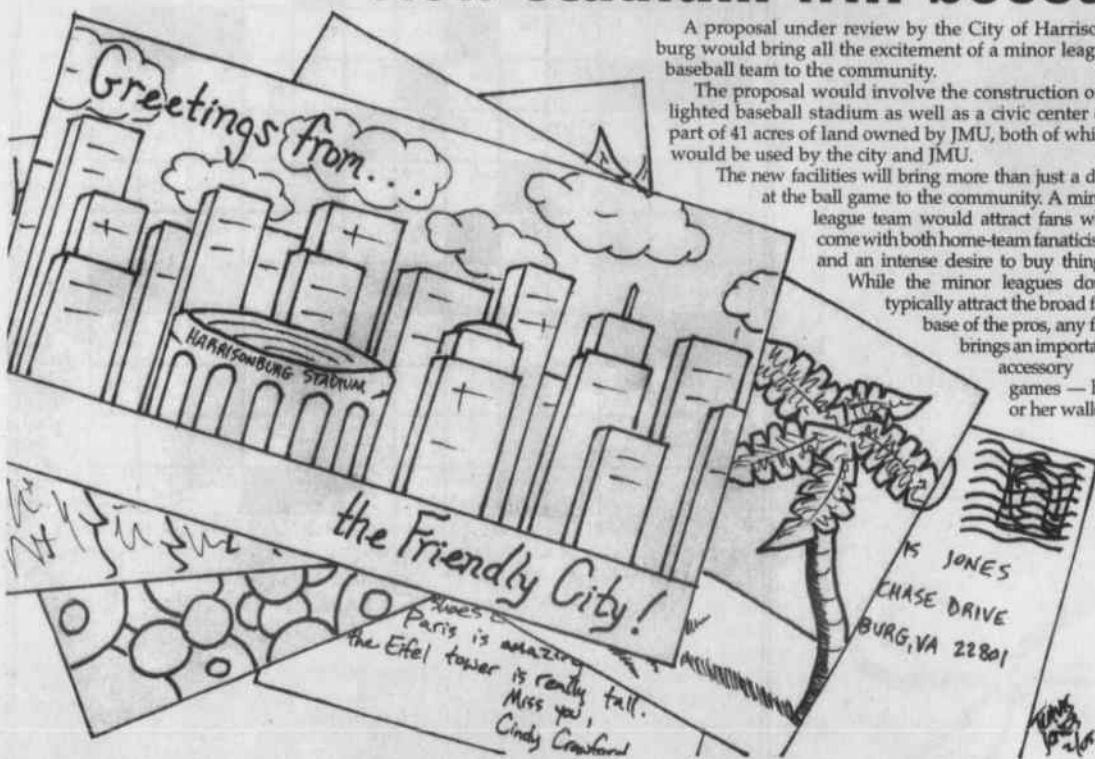 A proposal under review by the City of Harriso
burg would bring all the excitement of a minor leag
baseball team to the community.
The proposal would involve the construction o
lighted baseball stadium as well as a civic center
part of 41 acres of land owned by JMU, both of whi
would be used by the city and JMU.
The new facilities will bring more than just a d
at the ball game to the community. A min
league team would attract fans w
come with both home-team fanaticis
and an intense desire to buy thing
While the minor leagues do
typically attract the broad f
base of the pros, any f
brings an importa
accessory
games — h
or her wall
Greetings from...
HARRISONBURG STADIUM
the Friendly City!
Paris is amazing
the Eifel tower is really tall.
Miss you,
Cindy Crawford
IS JONES
CHASE DRIVE
BURG, VA 22801